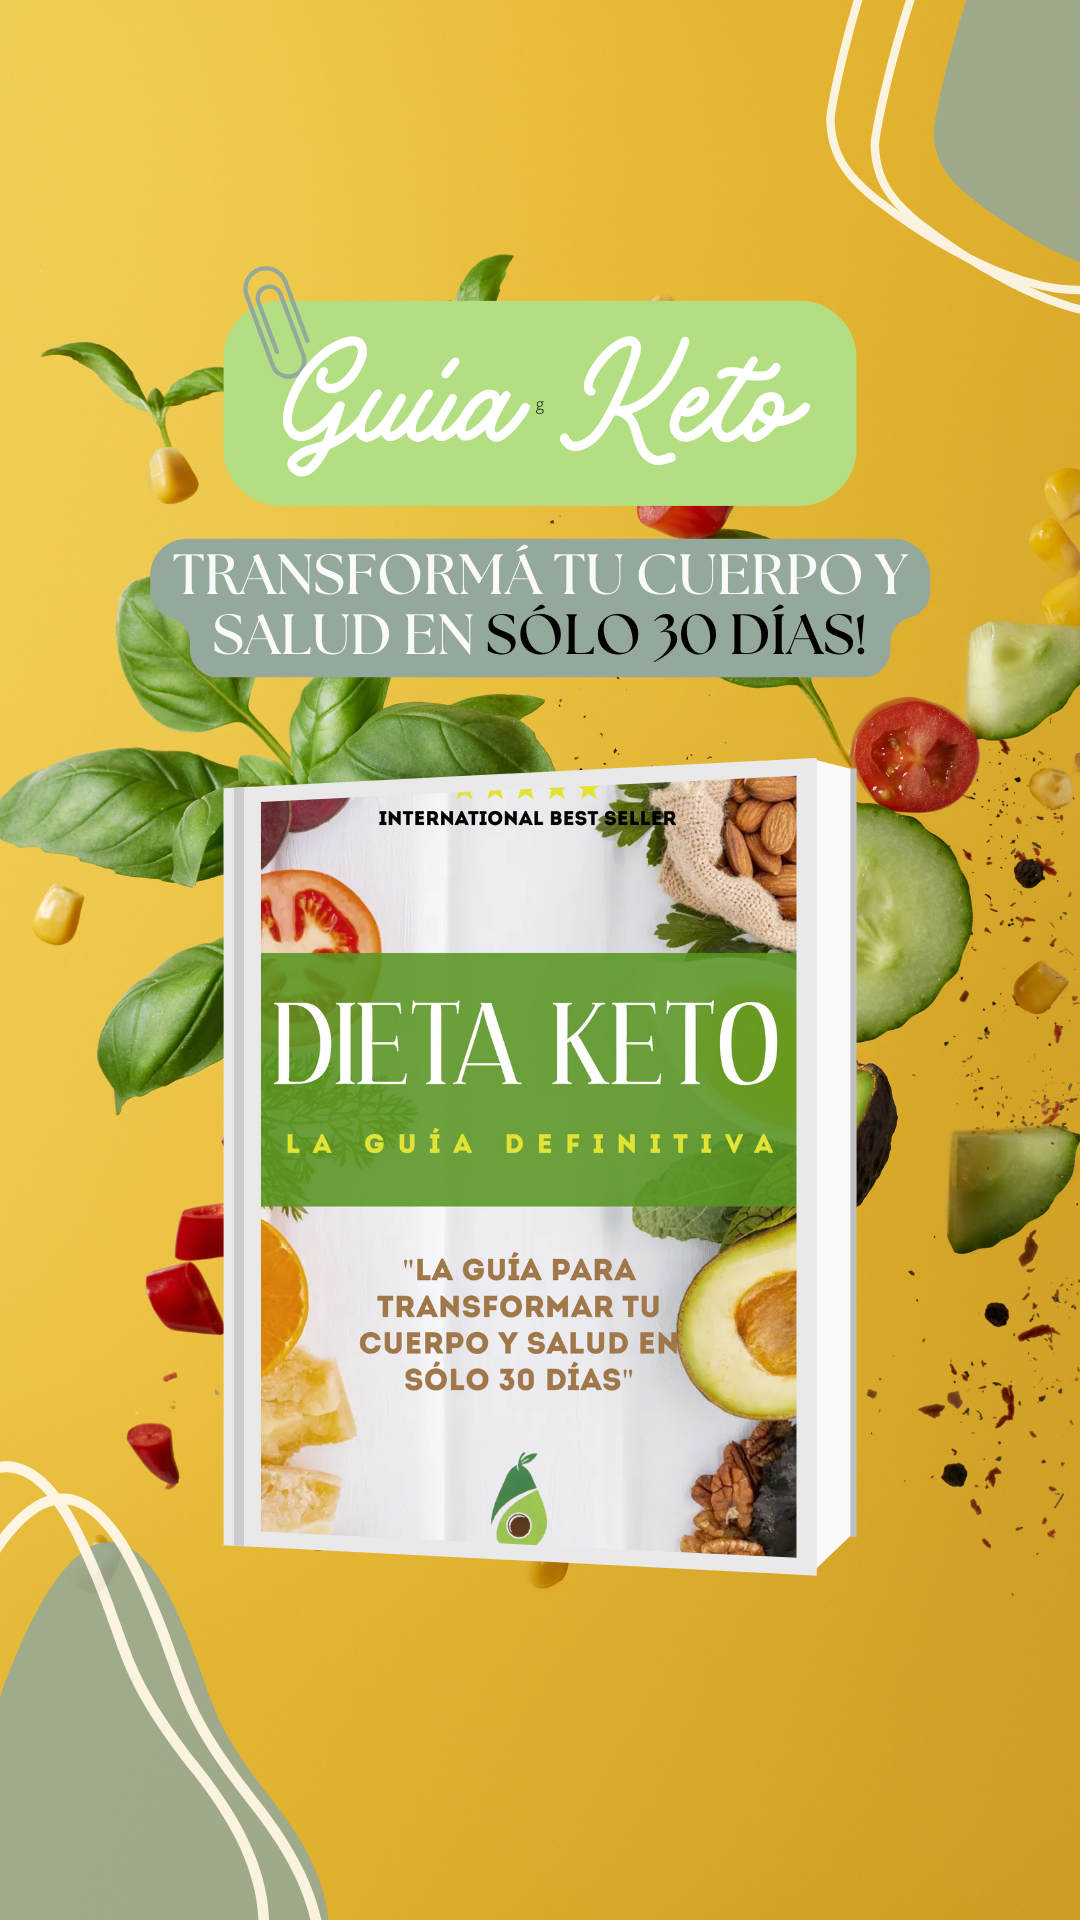 Guía g Keto
TRANSFORMÁ TU CUERPO Y
SALUD EN SÓLO 30 DÍAS!
INTERNATIONAL BEST SELLER
DIETA KETO
LA GUÍA DEFINITIVA
"LA GUÍA PARA
TRANSFORMAR TU
CUERPO Y SALUD EN
SÓLO 30 DÍAS"